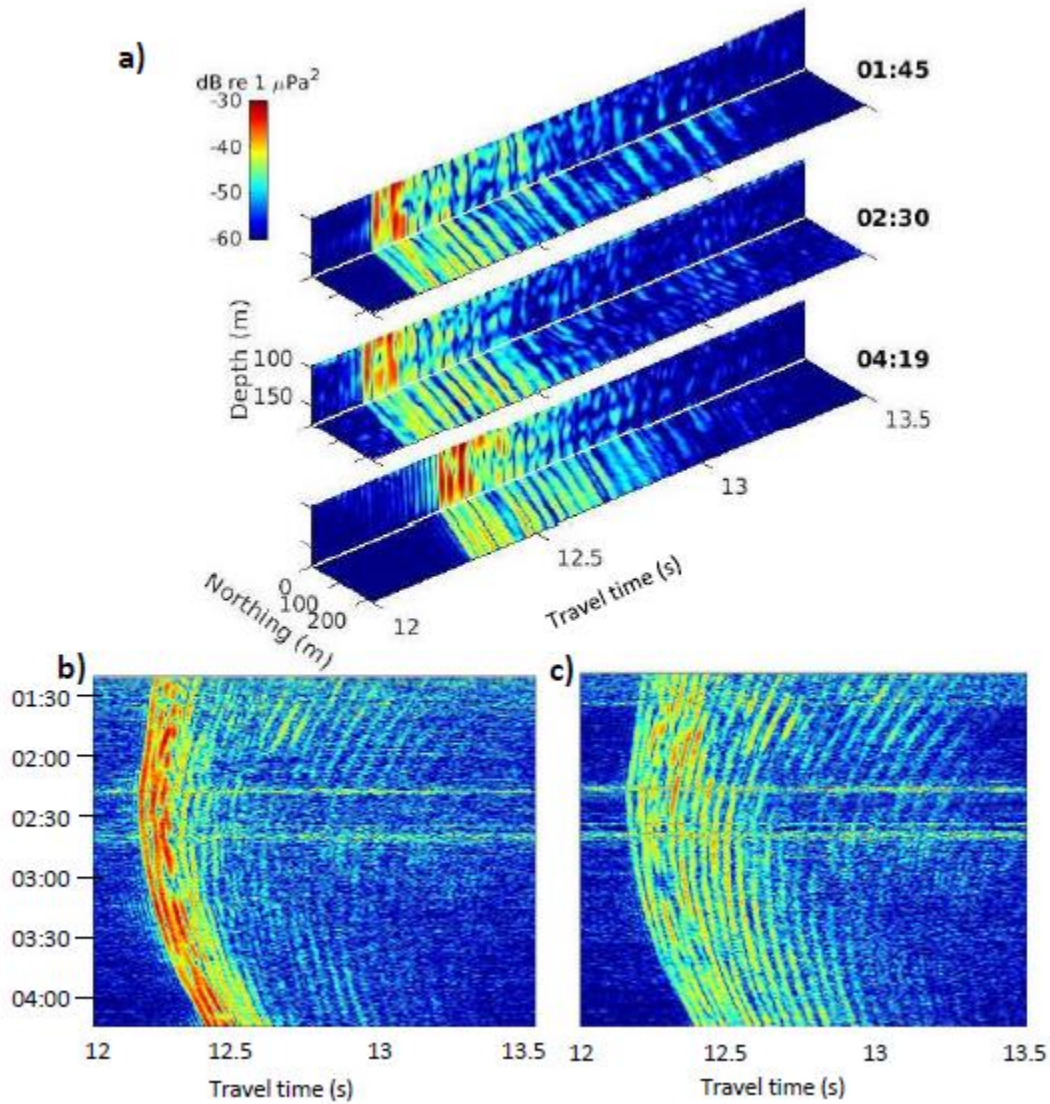 a)
dB re 1 μPa²
-30
-40
-50
-60
01:45
02:30
04:19
Depth (m)
100
150
Northing (m)
0
100
200
12
12.5
13
13.5
Travel time (s)
b)
01:30
02:00
02:30
03:00
03:30
04:00
12 12.5 13 13.5
Travel time (s)
c)
12 12.5 13 13.5
Travel time (s)